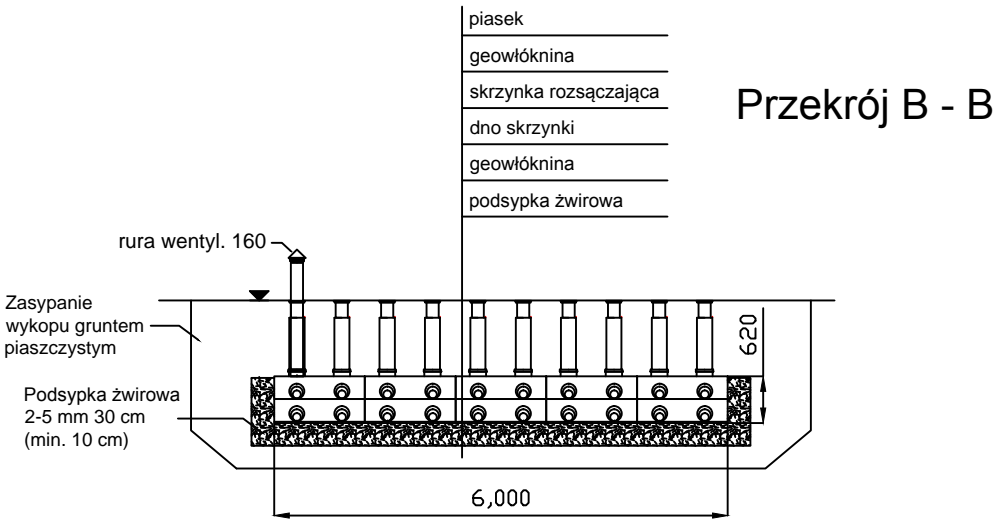 piasek
geowłóknina
skrzynka rozsączająca
dno skrzynki
geowłóknina
podsypka żwirowa
Przekrój B - B
rura wentyl. 160
Zasypanie
wykopu gruntem
piaszczystym
620
Podsypka żwirowa
2-5 mm 30 cm
(min. 10 cm)
6,000